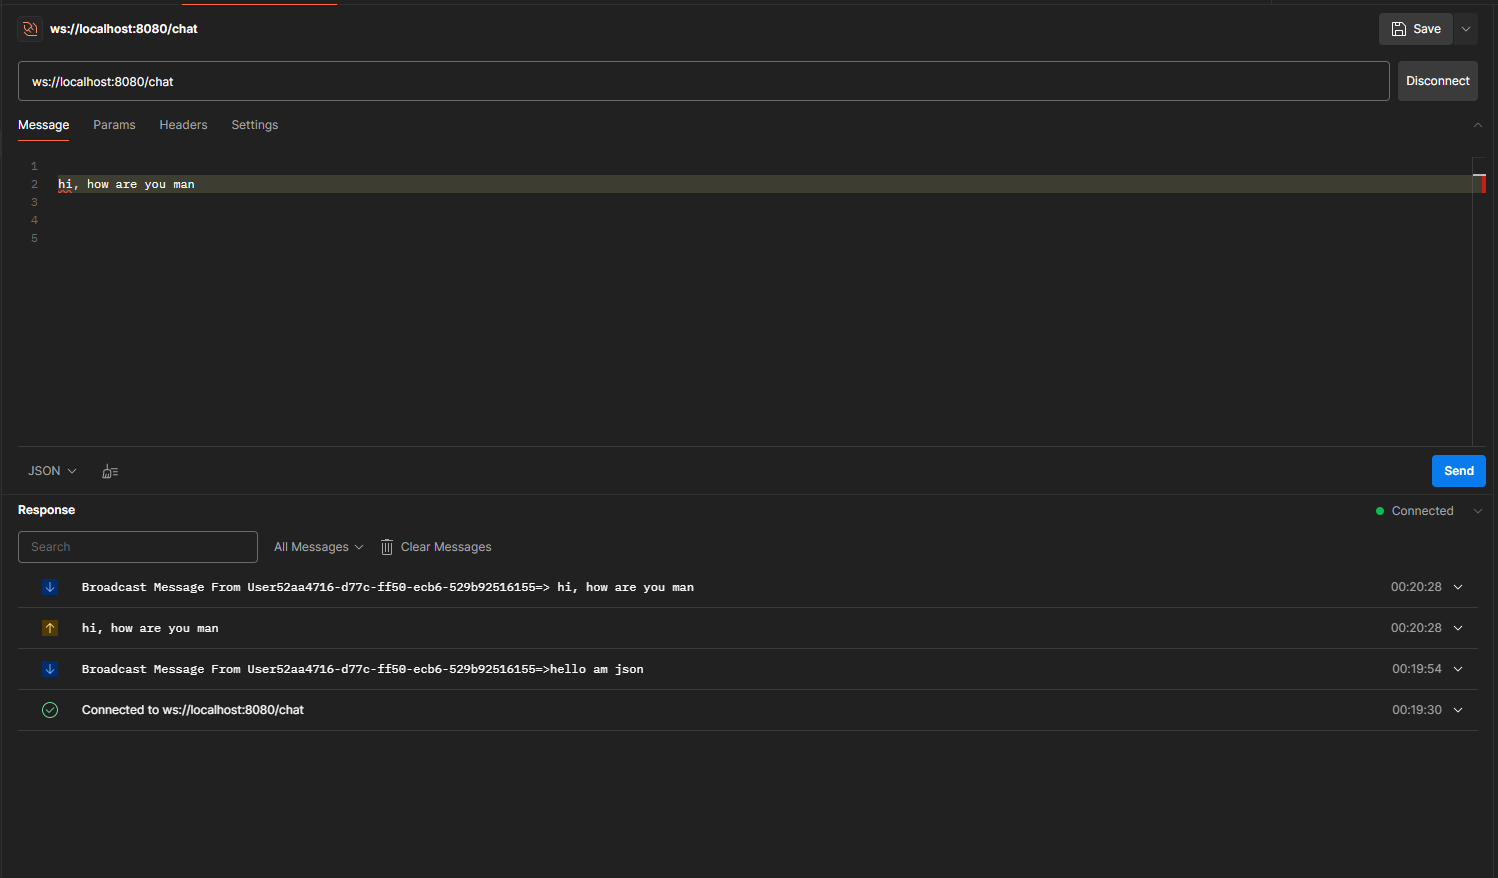 ws://localhost:8080/chat
Save
ws://localhost:8080/chat
Disconnect
Message Params Headers Settings
1
2 hi, how are you man
3
4
5
JSON
Send
Response
Connected
Search
All Messages
Clear Messages
Broadcast Message From User52aa4716-d77c-ff50-ecb6-529b92516155=> hi, how are you man 00:20:28
hi, how are you man 00:20:28
Broadcast Message From User52aa4716-d77c-ff50-ecb6-529b92516155=>hello am json 00:19:54
Connected to ws://localhost:8080/chat 00:19:30